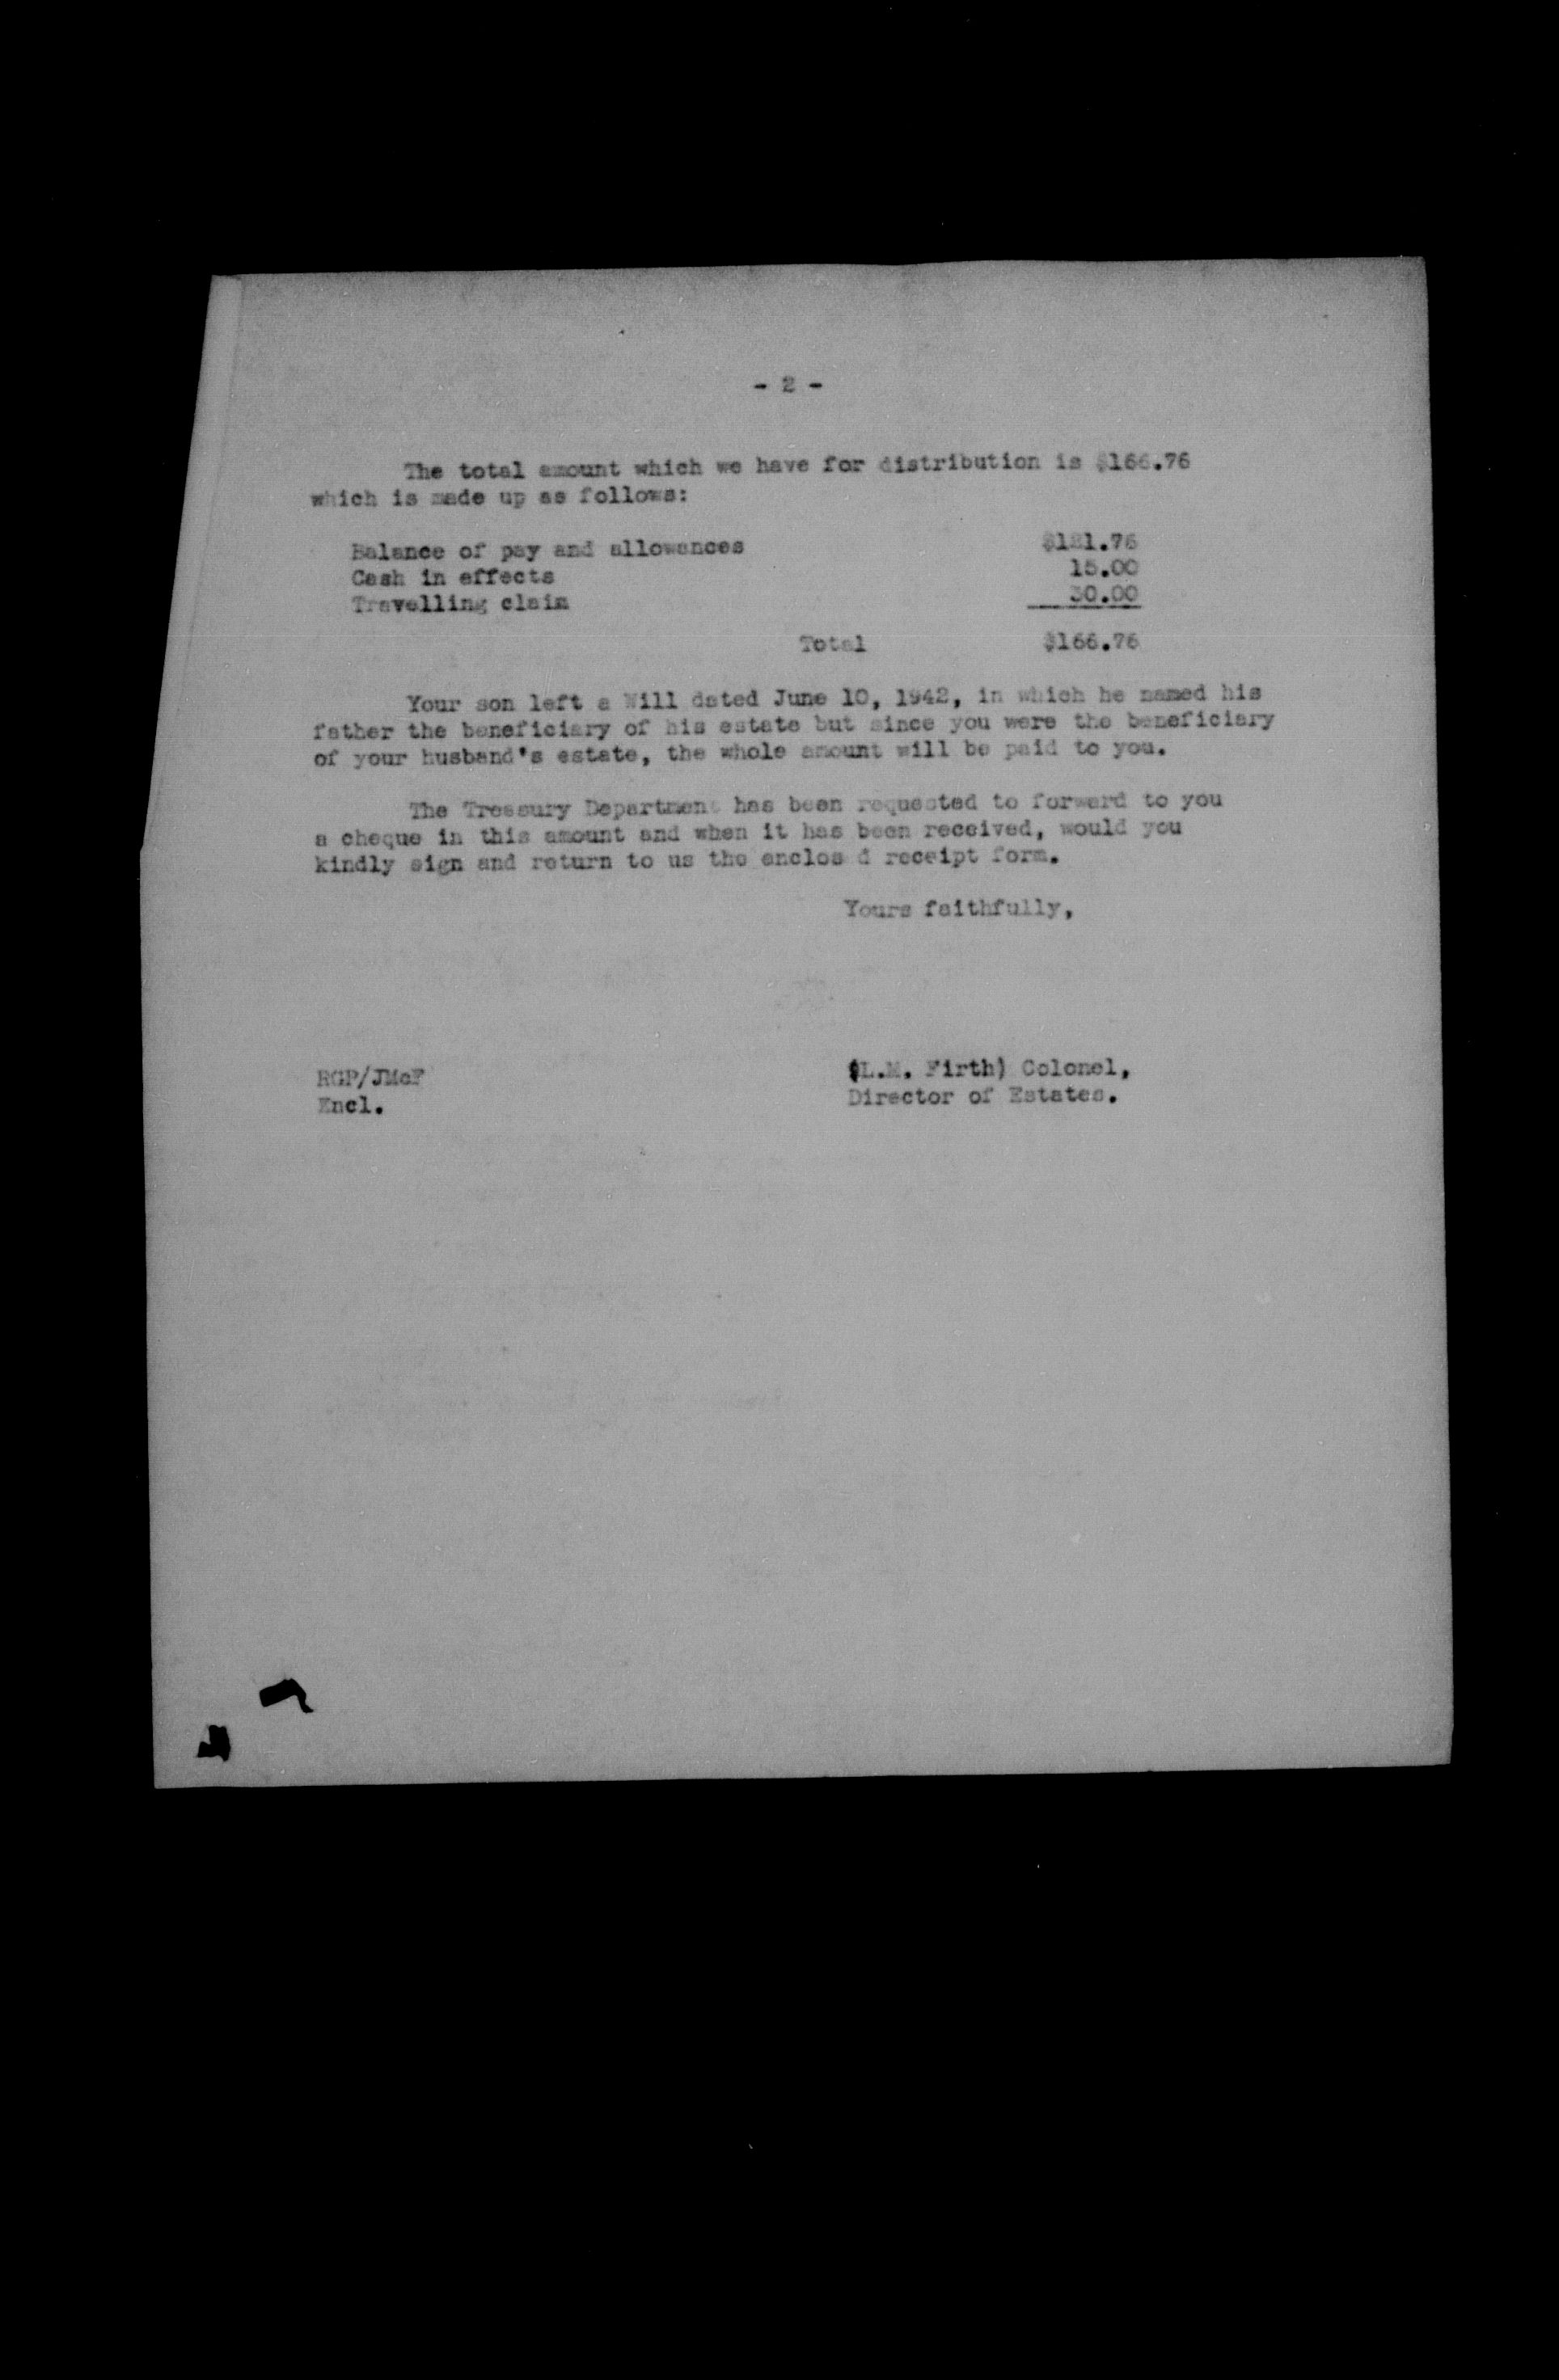 - 2 -
The total amount which we have for distribution is $166.76
which is made up as follows:
Balance of pay and allowances $121.76
Cash in effects 15.00
Travelling claim 30.00
Total $166.76
Your son left a Will dated June 10, 1942, in which he named his
father the beneficiary of his estate but since you were the beneficiary
of your husband's estate, the whole amount will be paid to you.
The Treasury Department has been requested to forward to you
a cheque in this amount and when it has been received, would you
kindly sign and return to us the enclos d receipt form.
Yours faithfully,
(L.M. Firth) Colonel,
Director of Estates.
RGP/JMcF
Encl.